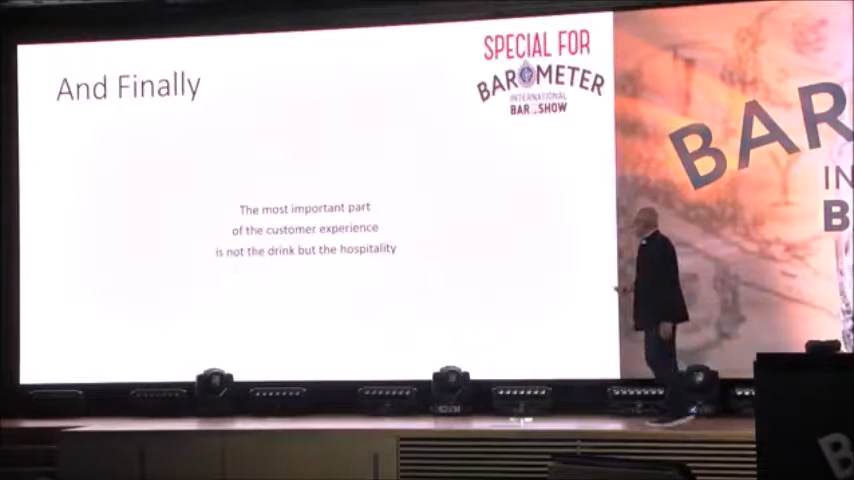 And Finally
SPECIAL FOR
BAROMETER
INTERNATIONAL
BAR SHOW
The most important part
of the customer experience
is not the drink but the hospitality
BAR
IN
B
B